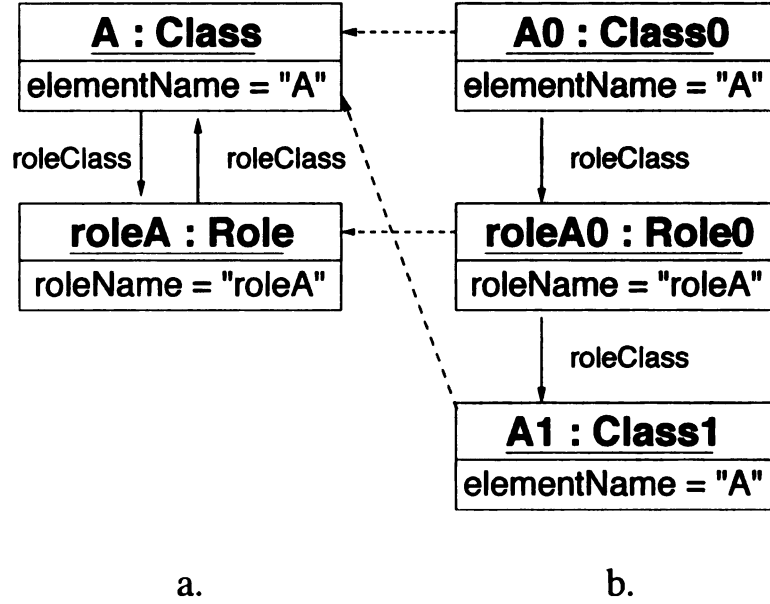 A : Class
elementName = "A"
roleClass
roleClass
roleA : Role
roleName = "roleA"
A0 : Class0
elementName = "A"
roleClass
roleA0 : Role0
roleName = "roleA"
roleClass
A1 : Class1
elementName = "A"
a.
b.